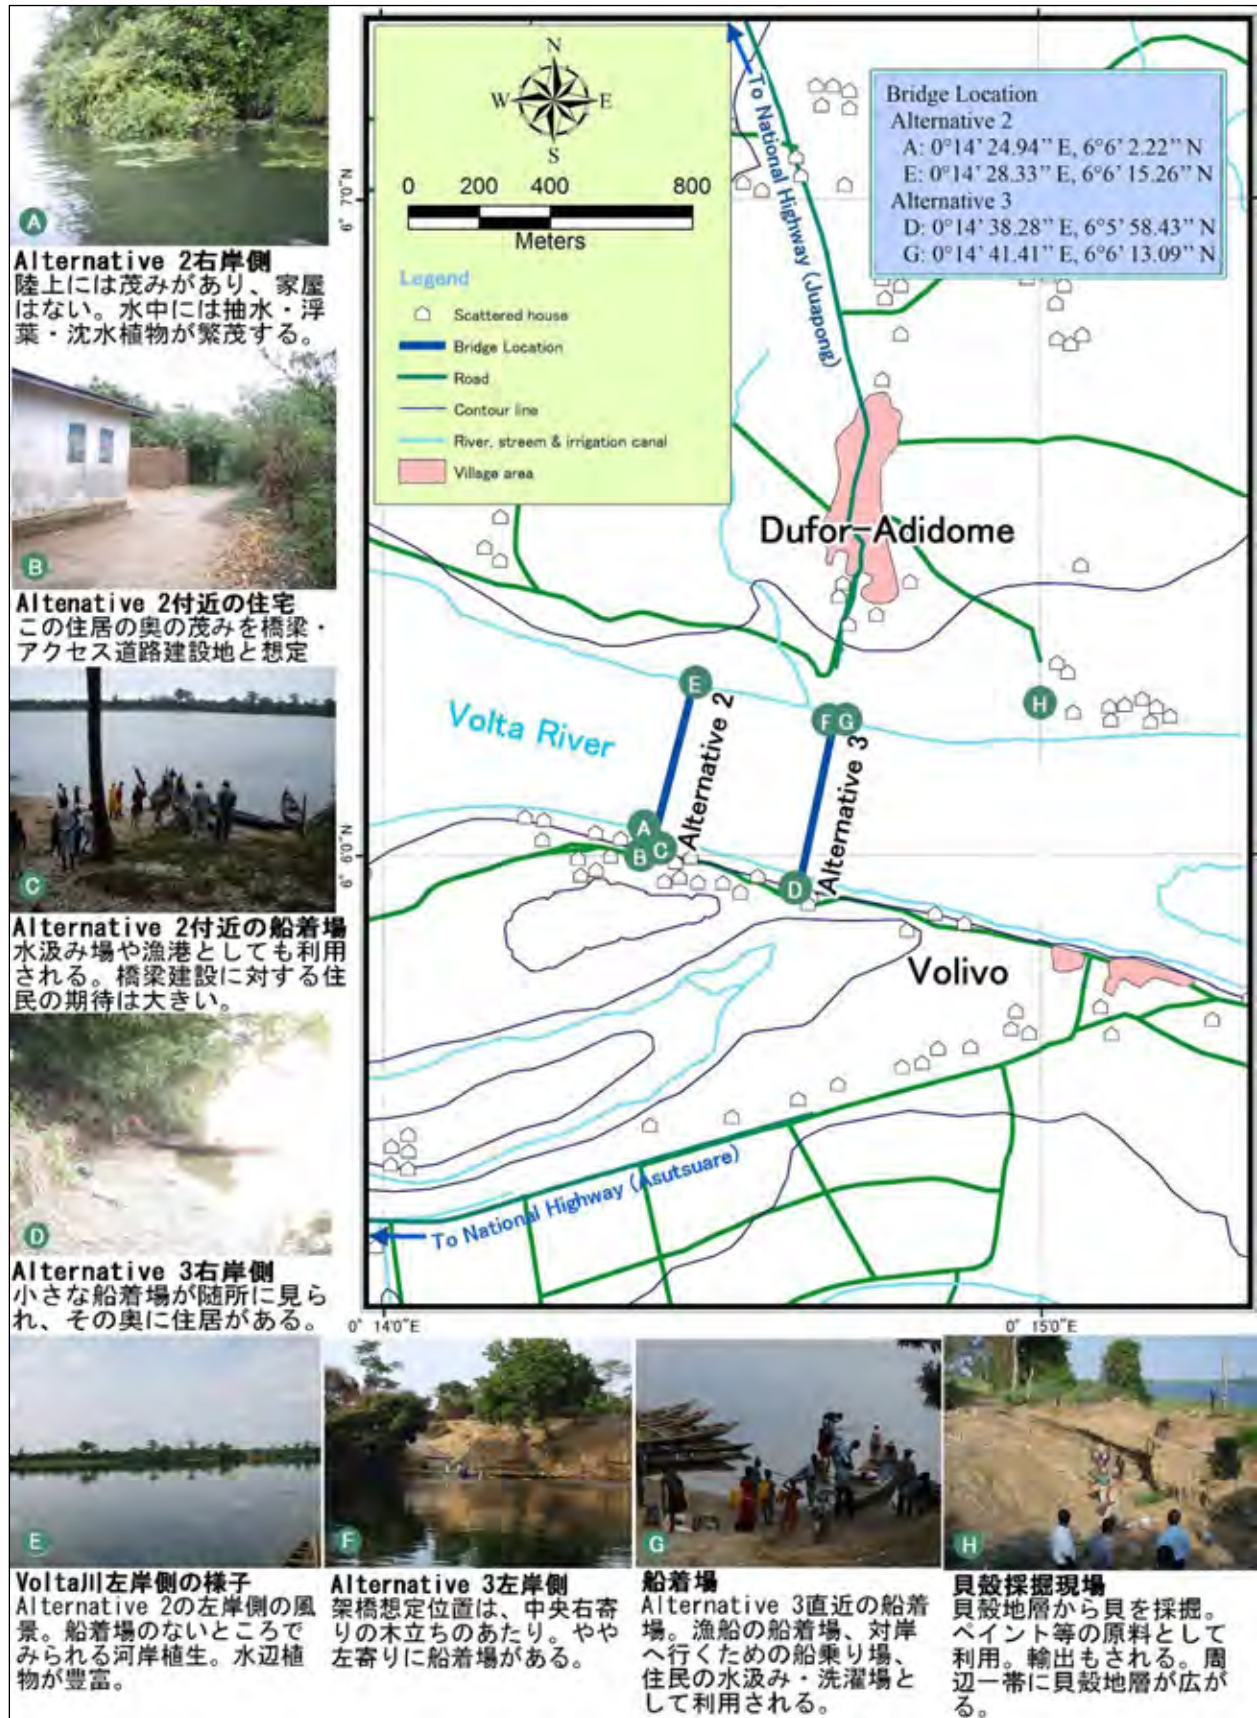 A
Alternative 2右岸側
陸上には茂みがあり、家屋
はない。水中には抽水・浮
葉・沈水植物が繁茂する。
B
Altenative 2付近の住宅
この住居の奥の茂みを橋梁・
アクセス道路建設地と想定
C
Alternative 2付近の船着場
水汲み場や漁港としても利用
される。橋梁建設に対する住
民の期待は大きい。
D
Alternative 3右岸側
小さな船着場が随所に見ら
れ、その奥に住居がある。
N
W E
S
0 200 400 800
Meters
Legend
Scattered house
Bridge Location
Road
Contour line
River, streem & irrigation canal
Village area
To National Highway (Juapong)
Bridge Location
Alternative 2
A: 0°14' 24.94'' E, 6°6' 2.22'' N
E: 0°14' 28.33'' E, 6°6' 15.26'' N
Alternative 3
D: 0°14' 38.28'' E, 6°5' 58.43'' N
G: 0°14' 41.41'' E, 6°6' 13.09'' N
6° 7'0"N
Dufor-Adidome
E
F G
H
Volta River
Alternative 2
Alternative 3
A
B C
D
6° 6'0"N
Volivo
To National Highway (Asutsuare)
0° 14'0"E
0° 15'0"E
E
Volta川左岸側の様子
Alternative 2の左岸側の風
景。船着場のないところで
みられる河岸植生。水辺植
物が豊富。
F
Alternative 3左岸側
架橋想定位置は、中央右寄
りの木立ちのあたり。やや
左寄りに船着場がある。
G
船着場
Alternative 3直近の船着
場。漁船の船着場、対岸
へ行くための船乗り場、
住民の水汲み・洗濯場と
して利用される。
H
貝殻採掘現場
貝殻地層から貝を採掘。
ペイント等の原料として
利用。輸出もされる。周
辺一帯に貝殻地層が広が
る。